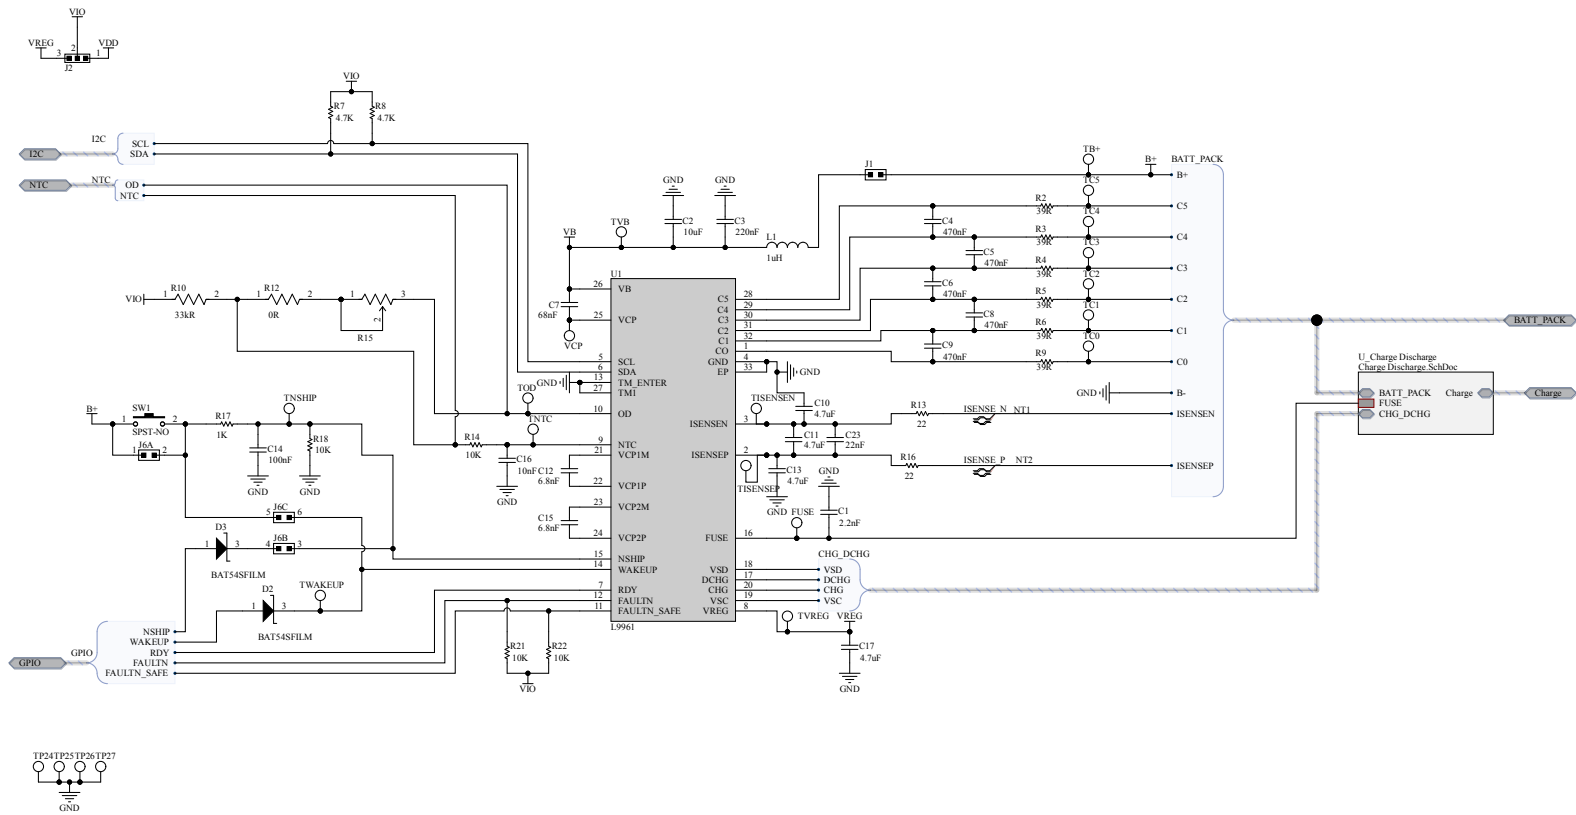 VIO
VREG 3 2 1 VDD
J2
VIO
R7 R8
4.7K 4.7K
I2C I2C SCL
SDA
NTC NTC OD
NTC
TB+
J1 B+ BATT_PACK
B+
TC5
GND GND R2 C5
39R
TC4
C4
470nF
TVB C2 C3
10uF 220nF
VB R3 C4
39R
L1
1uH
TC3
C5
470nF
R4 C3
39R
U1 TC2
26 VB
C6
470nF
R10 R12 R5
VIO 1 2 1 2 1 3 C5 28 C2
33kR 0R 2 R15
C7
68nF
C4 29
39R
TC1
C3 30
C8
470nF
25 VCP C2 31 R6 C1
BATT_PACK
BATT_PACK
39R
C1 32
VCP TC0
C9
470nF
CO 1
5 SCL GND 4 R9 C0
39R
6 SDA EP 33 GND
GND 13 TM_ENTER
27 TM1
U_Charge Discharge
Charge Discharge.SchDoc
BATT_PACK Charge Charge
FUSE
CHG_DCHG
GND B-
TOD
10 OD
TISENSEN C10
4.7uF
R13 ISENSE_N NT1 ISENSEN
22
ISENSEN 3
B+ SW1 TNSHIP
1 2 R17
SPST-NO 1K
J6A
1 2
R18
10K
C14
100nF
GND GND
TNTC
R14
10K
9 NTC
21 VCP1M
C11 C23
4.7uF 22nF
ISENSEP 2
C16
10nF
GND
C12
6.8nF
22 VCP1P
TISENSEP
C13
4.7uF
GND
GND
R16 ISENSE_P NT2 ISENSEP
22
J6C
5 6
23 VCP2M
C15
6.8nF
24 VCP2P
FUSE
C1
2.2nF
FUSE 16
D3
1 3
BAT54SFILM
J6B
4 3
15 NSHIP
14 WAKEUP
CHG_DCHG
VSD 18 VSD
DCHG 17 DCHG
CHG 20 CHG
VSC 19 VSC
VREG 8
7 RDY
12 FAULTN
11 FAULTN_SAFE
L9961
D2
1 3
BAT54SFILM
TWAKEUP
TVREG VREG
C17
4.7uF
GND
GPIO GPIO NSHIP
WAKEUP
RDY
FAULTN
FAULTN_SAFE
R21 R22
10K 10K
VIO
TP24 TP25 TP26 TP27
GND